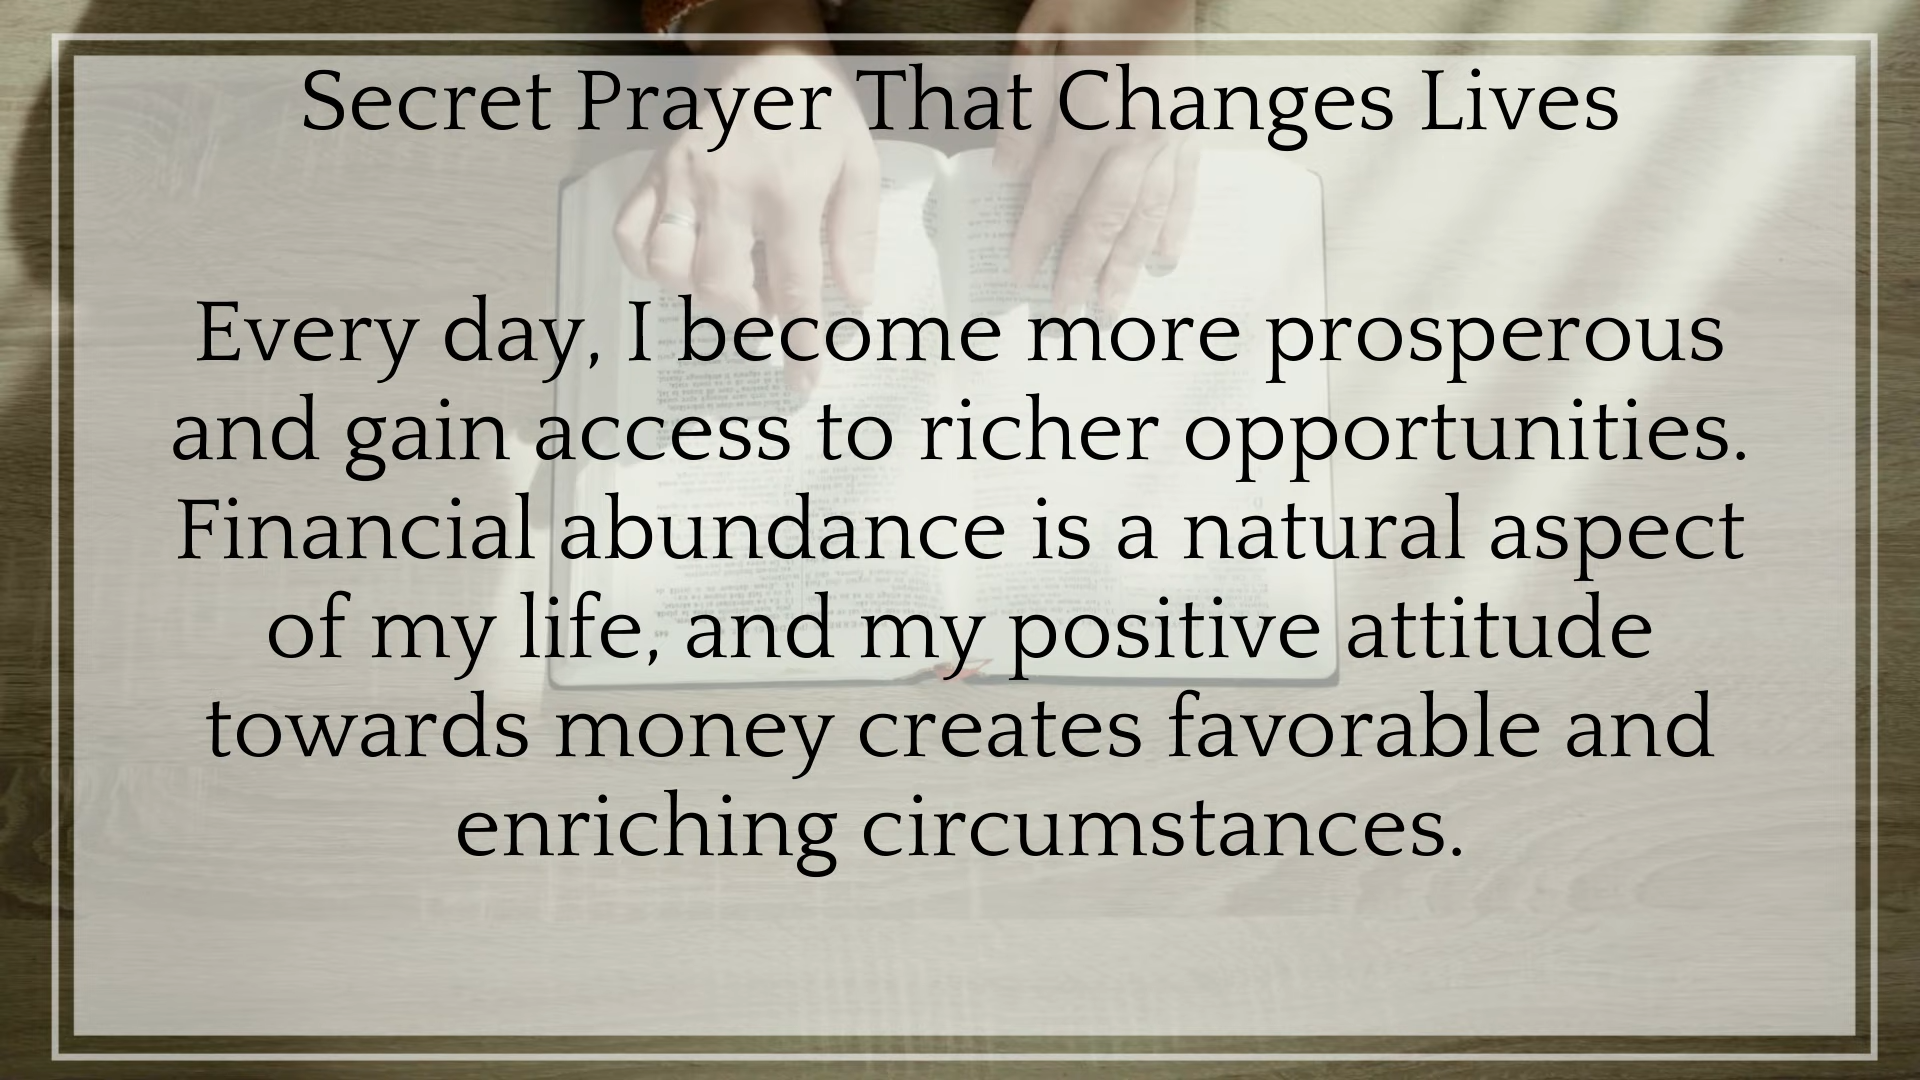 Secret Prayer That Changes Lives
Every day, I become more prosperous
and gain access to richer opportunities.
Financial abundance is a natural aspect
of my life, and my positive attitude
towards money creates favorable and
enriching circumstances.